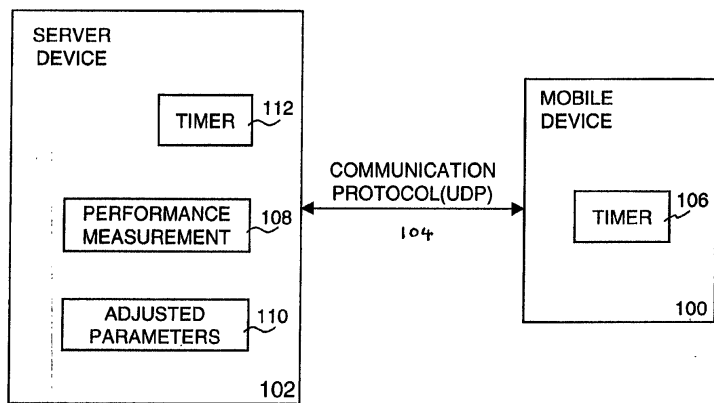 SERVER
DEVICE
TIMER
112
PERFORMANCE
MEASUREMENT
108
ADJUSTED
PARAMETERS
110
102
COMMUNICATION
PROTOCOL(UDP)
104
MOBILE
DEVICE
TIMER
106
100